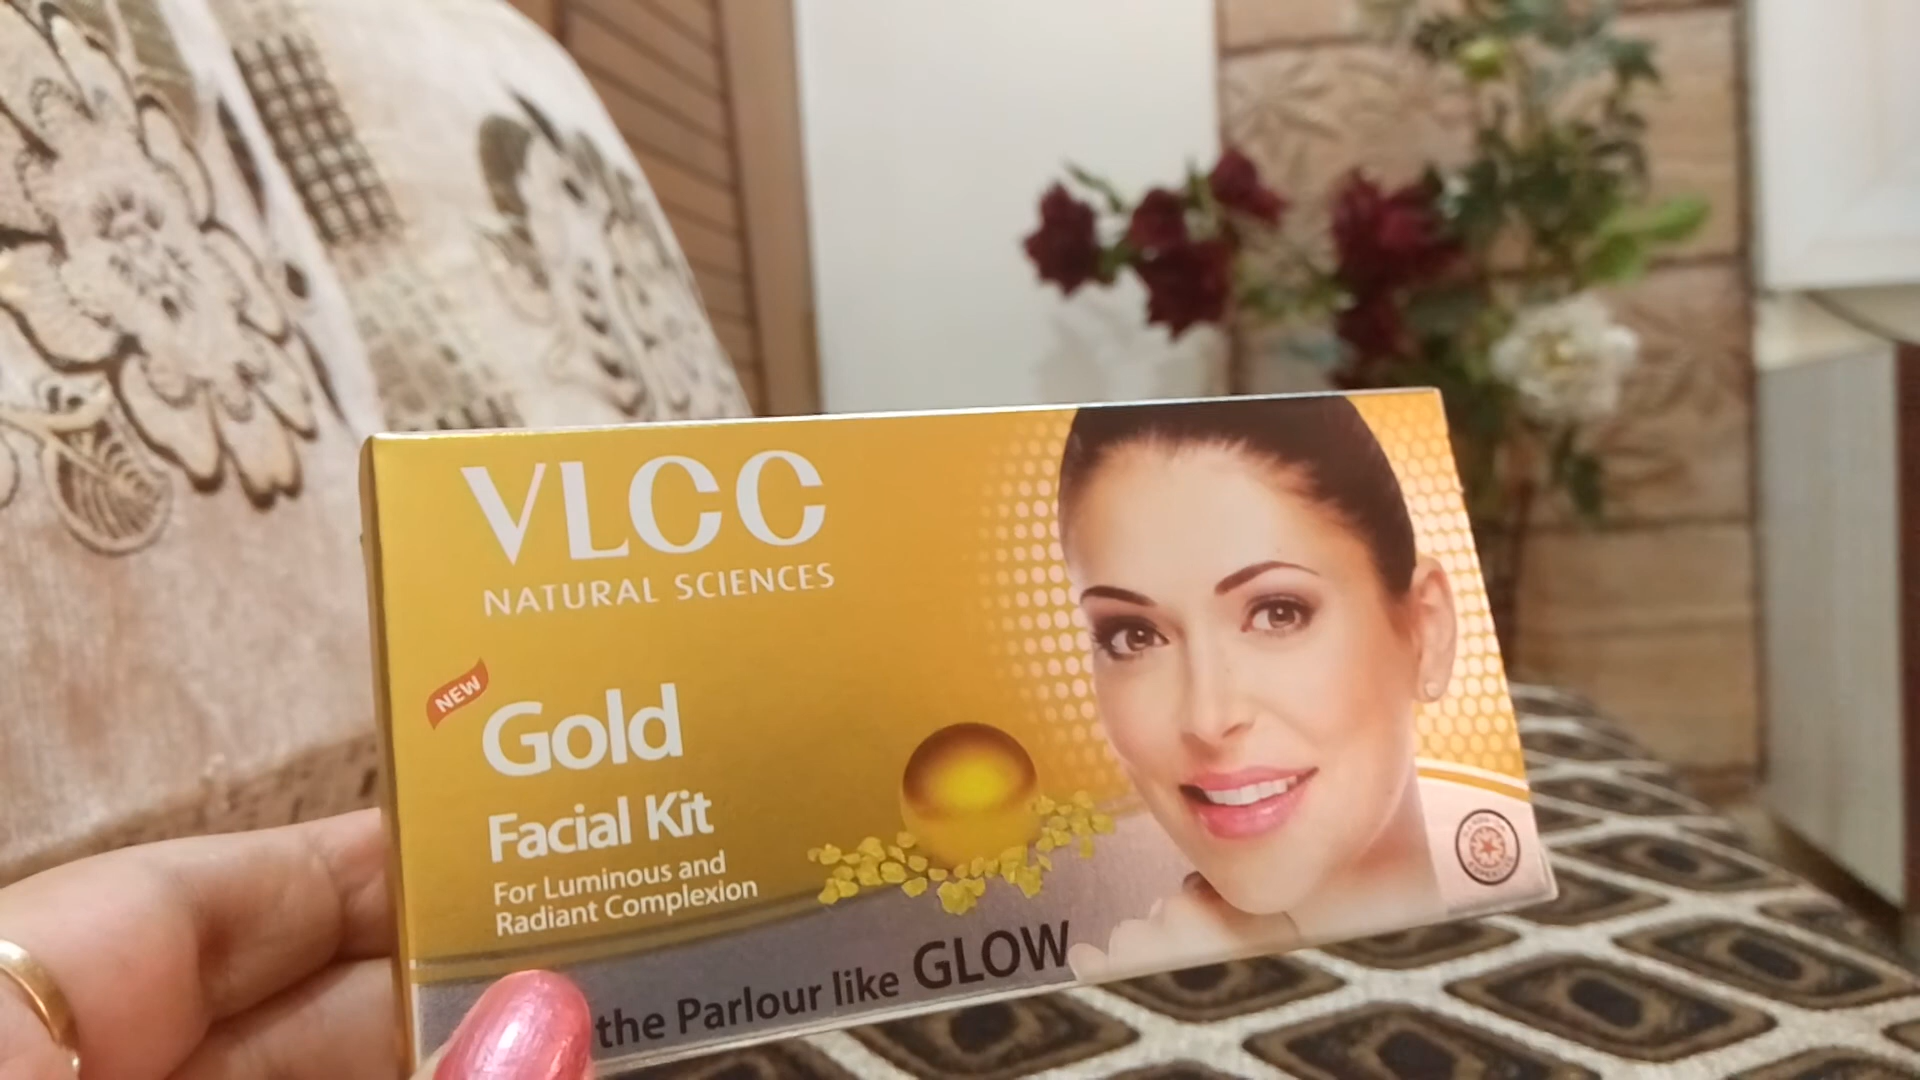 VLCC
NATURAL SCIENCES
NEW
Gold
Facial Kit
For Luminous and
Radiant Complexion
the Parlour like GLOW